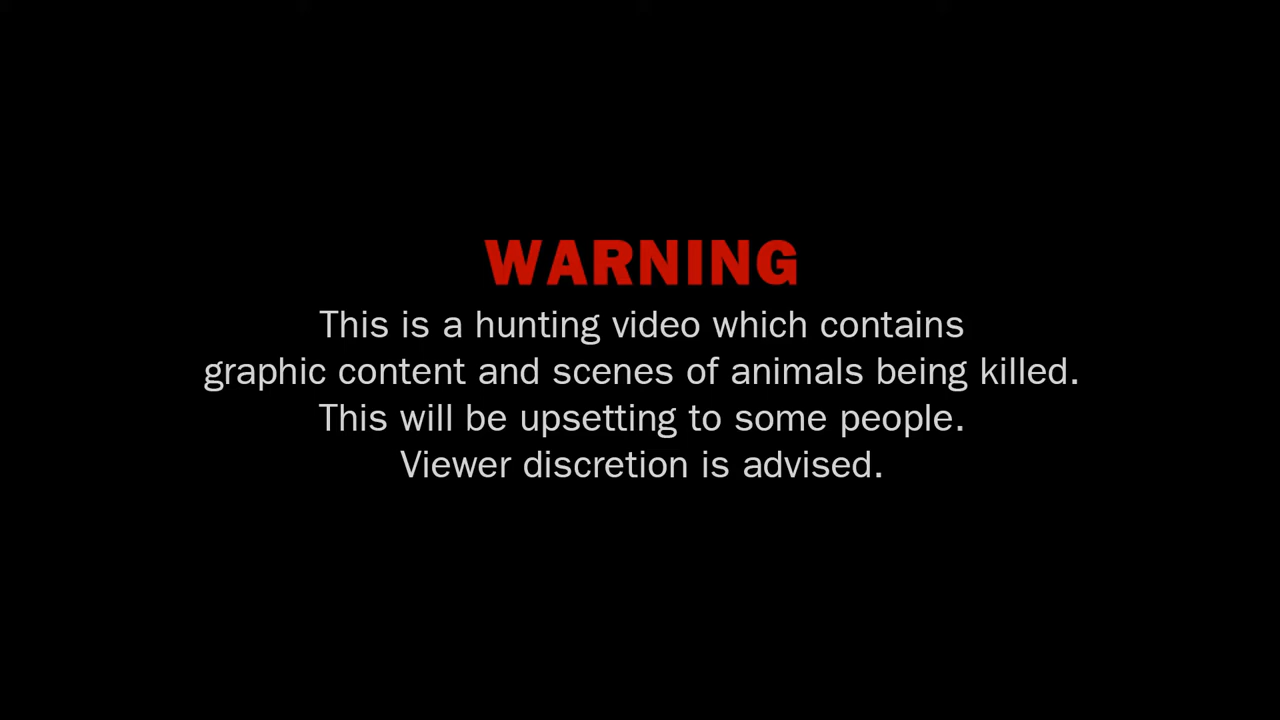 WARNING
This is a hunting video which contains
graphic content and scenes of animals being killed.
This will be upsetting to some people.
Viewer discretion is advised.